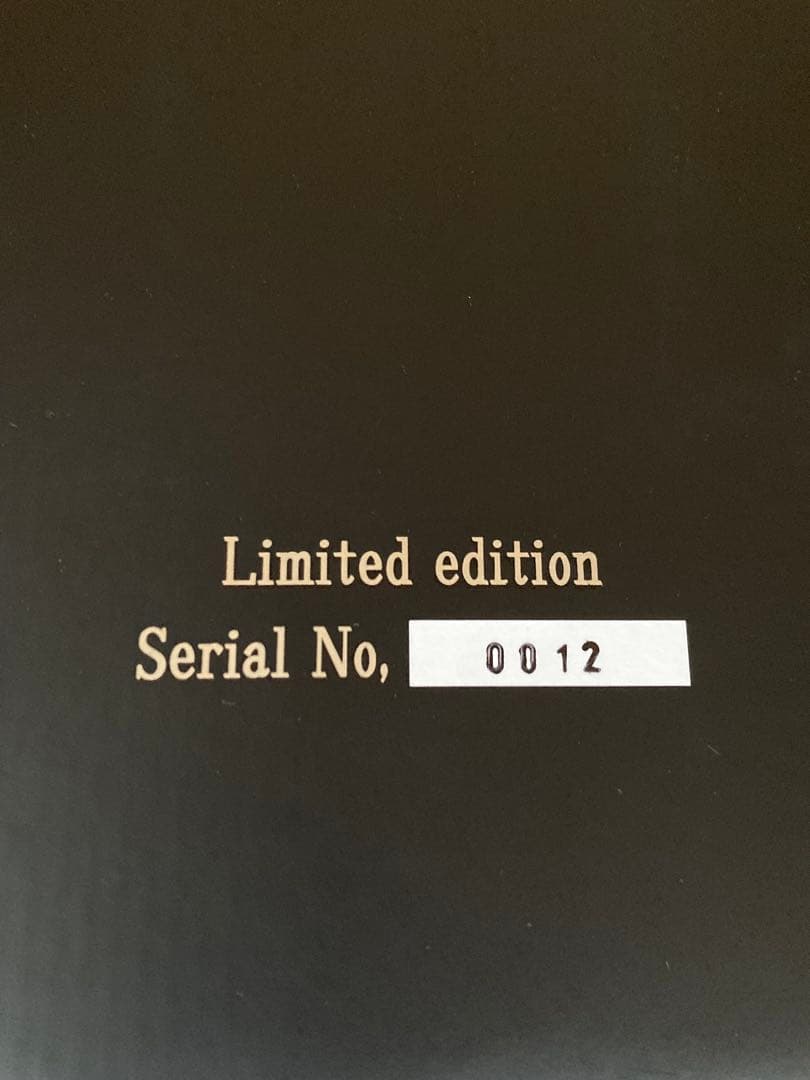 Limited edition
Serial No, 0012